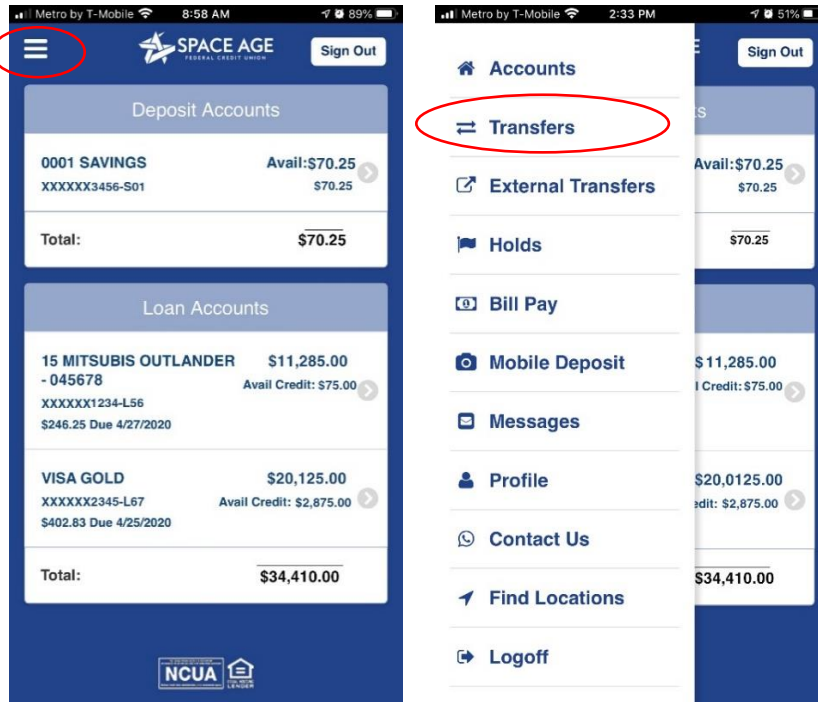 Metro by T-Mobile 8:58 AM 89%
SPACE AGE
FEDERAL CREDIT UNION
Sign Out
Deposit Accounts
0001 SAVINGS Avail:$70.25
XXXXXX3456-S01 $70.25
Total: $70.25
Loan Accounts
15 MITSUBIS OUTLANDER $11,285.00
- 045678 Avail Credit: $75.00
XXXXXX1234-L56
$246.25 Due 4/27/2020
VISA GOLD $20,125.00
XXXXXX2345-L67 Avail Credit: $2,875.00
$402.83 Due 4/25/2020
Total: $34,410.00
NCUA
Metro by T-Mobile 2:33 PM 51%
Sign Out
Accounts
Transfers
External Transfers
Holds
Bill Pay
Mobile Deposit
Messages
Profile
Contact Us
Find Locations
Logoff
E
ts
Avail:$70.25
$70.25
$70.25
$11,285.00
l Credit: $75.00
$20,0125.00
edit: $2,875.00
$34,410.00